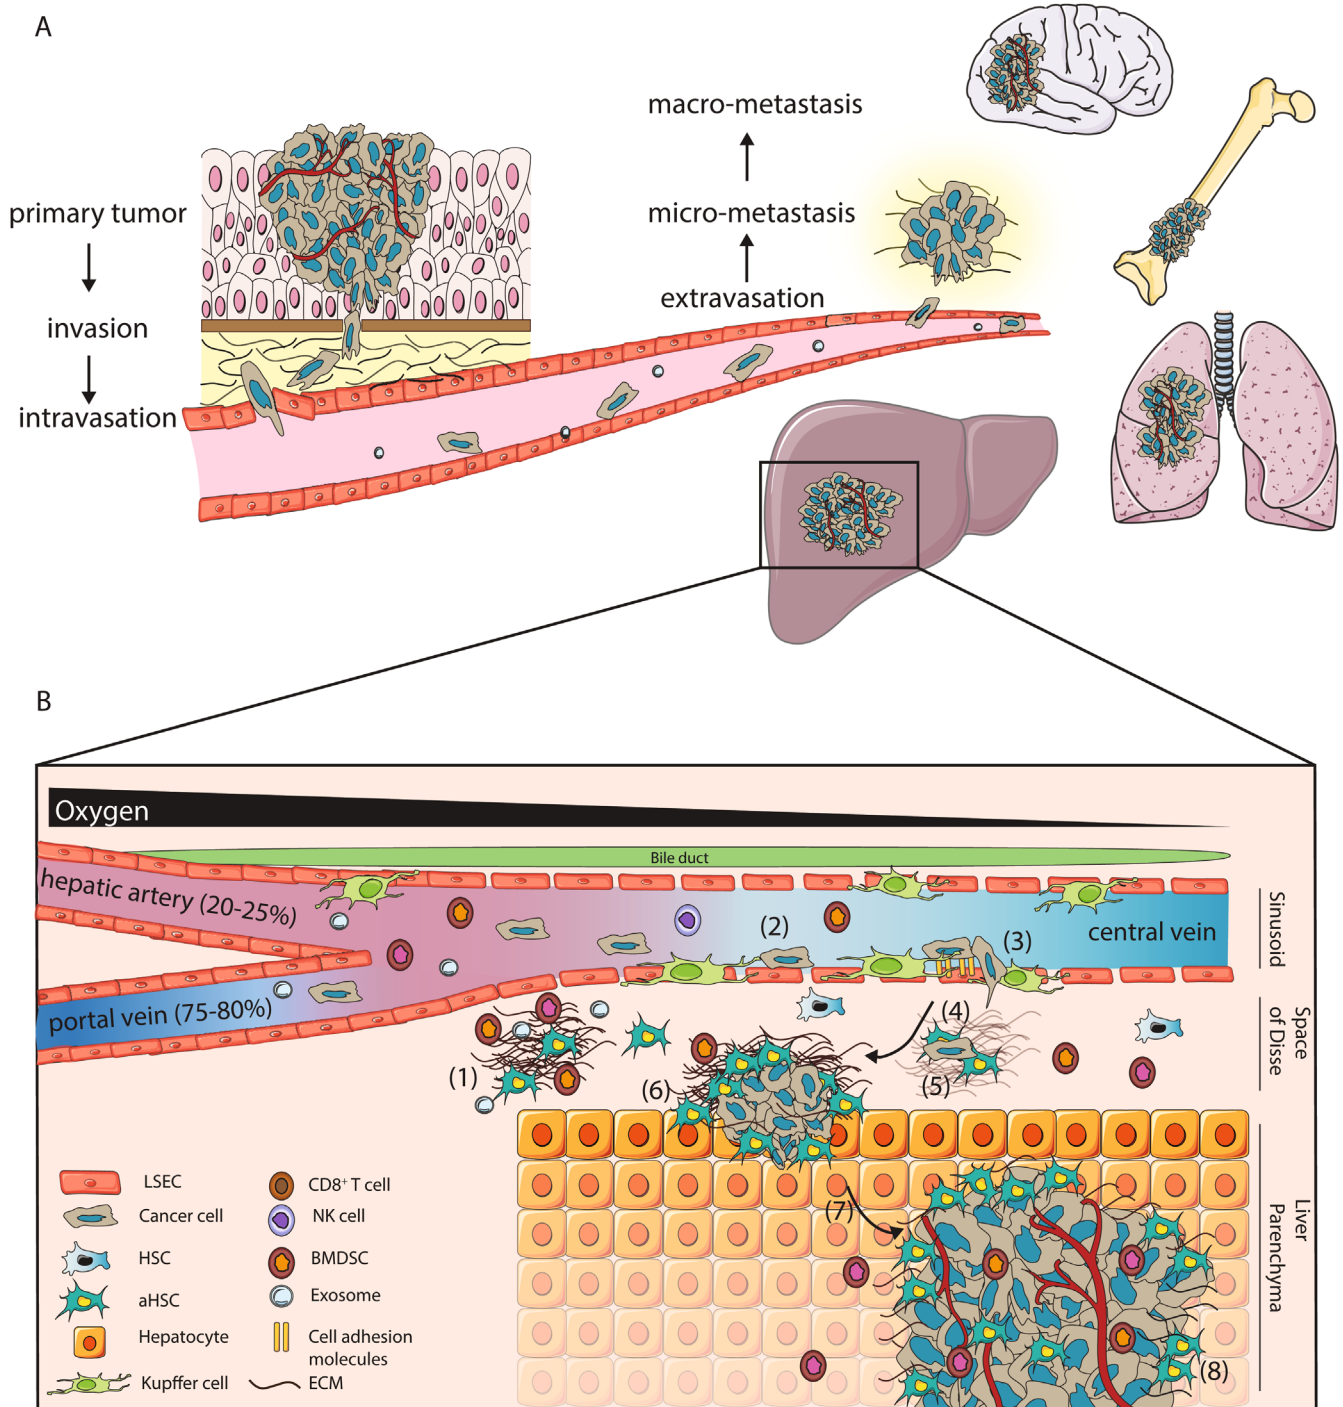 A
primary tumor
invasion
intravasation
macro-metastasis
micro-metastasis
extravasation
B
Oxygen
Bile duct
hepatic artery (20-25%)
portal vein (75-80%)
central vein
Sinusoid
Space
of Disse
Liver
Parenchyma
(1)
(2)
(3)
(4)
(5)
(6)
(7)
(8)
LSEC
Cancer cell
HSC
aHSC
Hepatocyte
Kupffer cell
CD8⁺ T cell
NK cell
BMDSC
Exosome
Cell adhesion
molecules
ECM